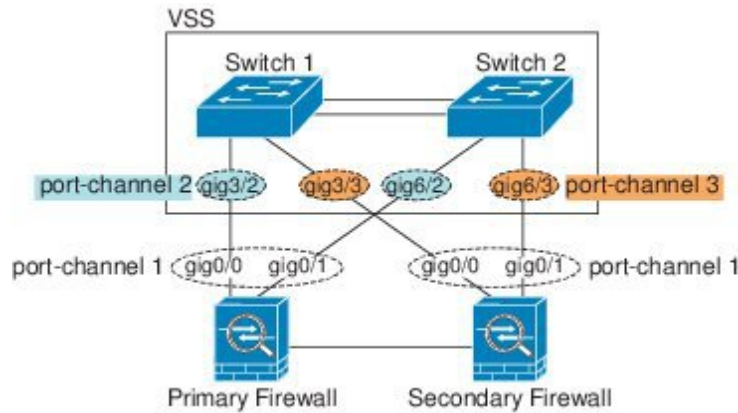 VSS
Switch 1
Switch 2
port-channel 2
gig3/2
gig3/3
gig6/2
gig6/3
port-channel 3
port-channel 1
gig0/0
gig0/1
gig0/0
gig0/1
port-channel 1
Primary Firewall
Secondary Firewall